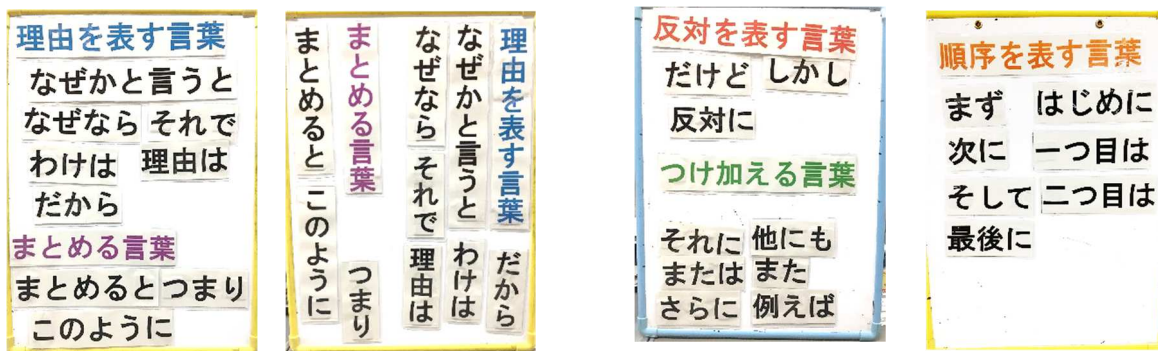 理由を表す言葉
なぜかと言うと
なぜなら それで
わけは 理由は
だから
まとめる言葉
まとめると つまり
このように
理由を表す言葉 だから
なぜかと言うと わけは
なぜなら それで 理由は
まとめる言葉 つまり
まとめると このように
反対を表す言葉
だけど しかし
反対に
つけ加える言葉
それに 他にも
または また
さらに 例えば
順序を表す言葉
まず はじめに
次に 一つ目は
そして 二つ目は
最後に